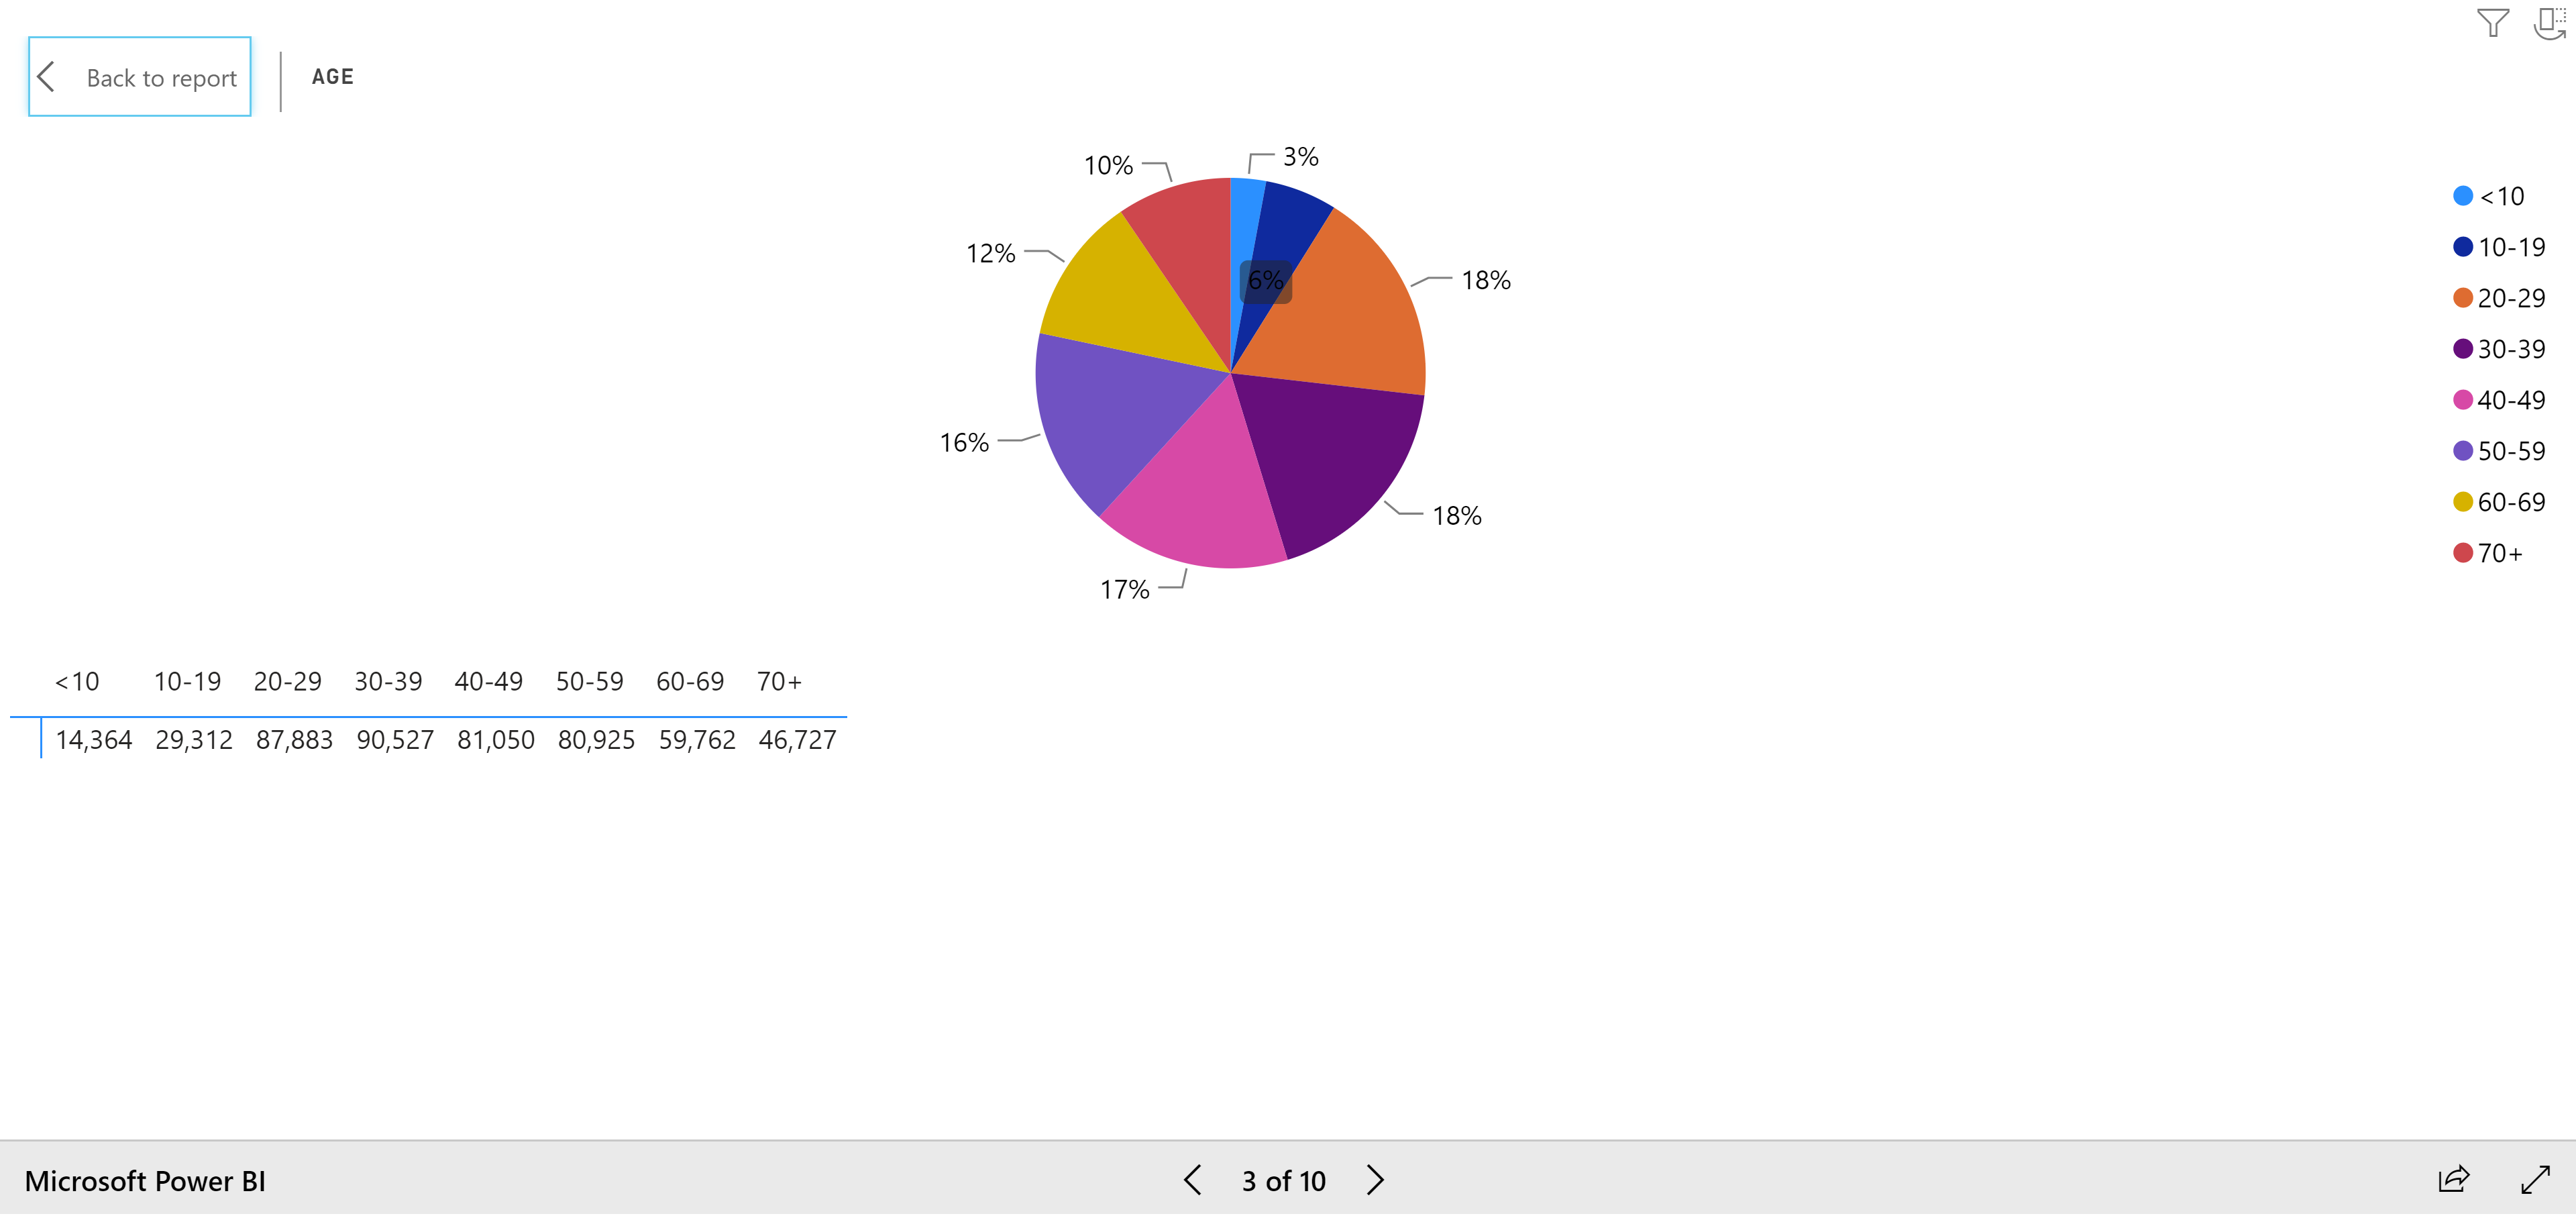 Back to report
AGE
10%
3%
12%
6%
18%
16%
18%
17%
<10
10-19
20-29
30-39
40-49
50-59
60-69
70+
<10 10-19 20-29 30-39 40-49 50-59 60-69 70+
14,364 29,312 87,883 90,527 81,050 80,925 59,762 46,727
Microsoft Power BI
3 of 10